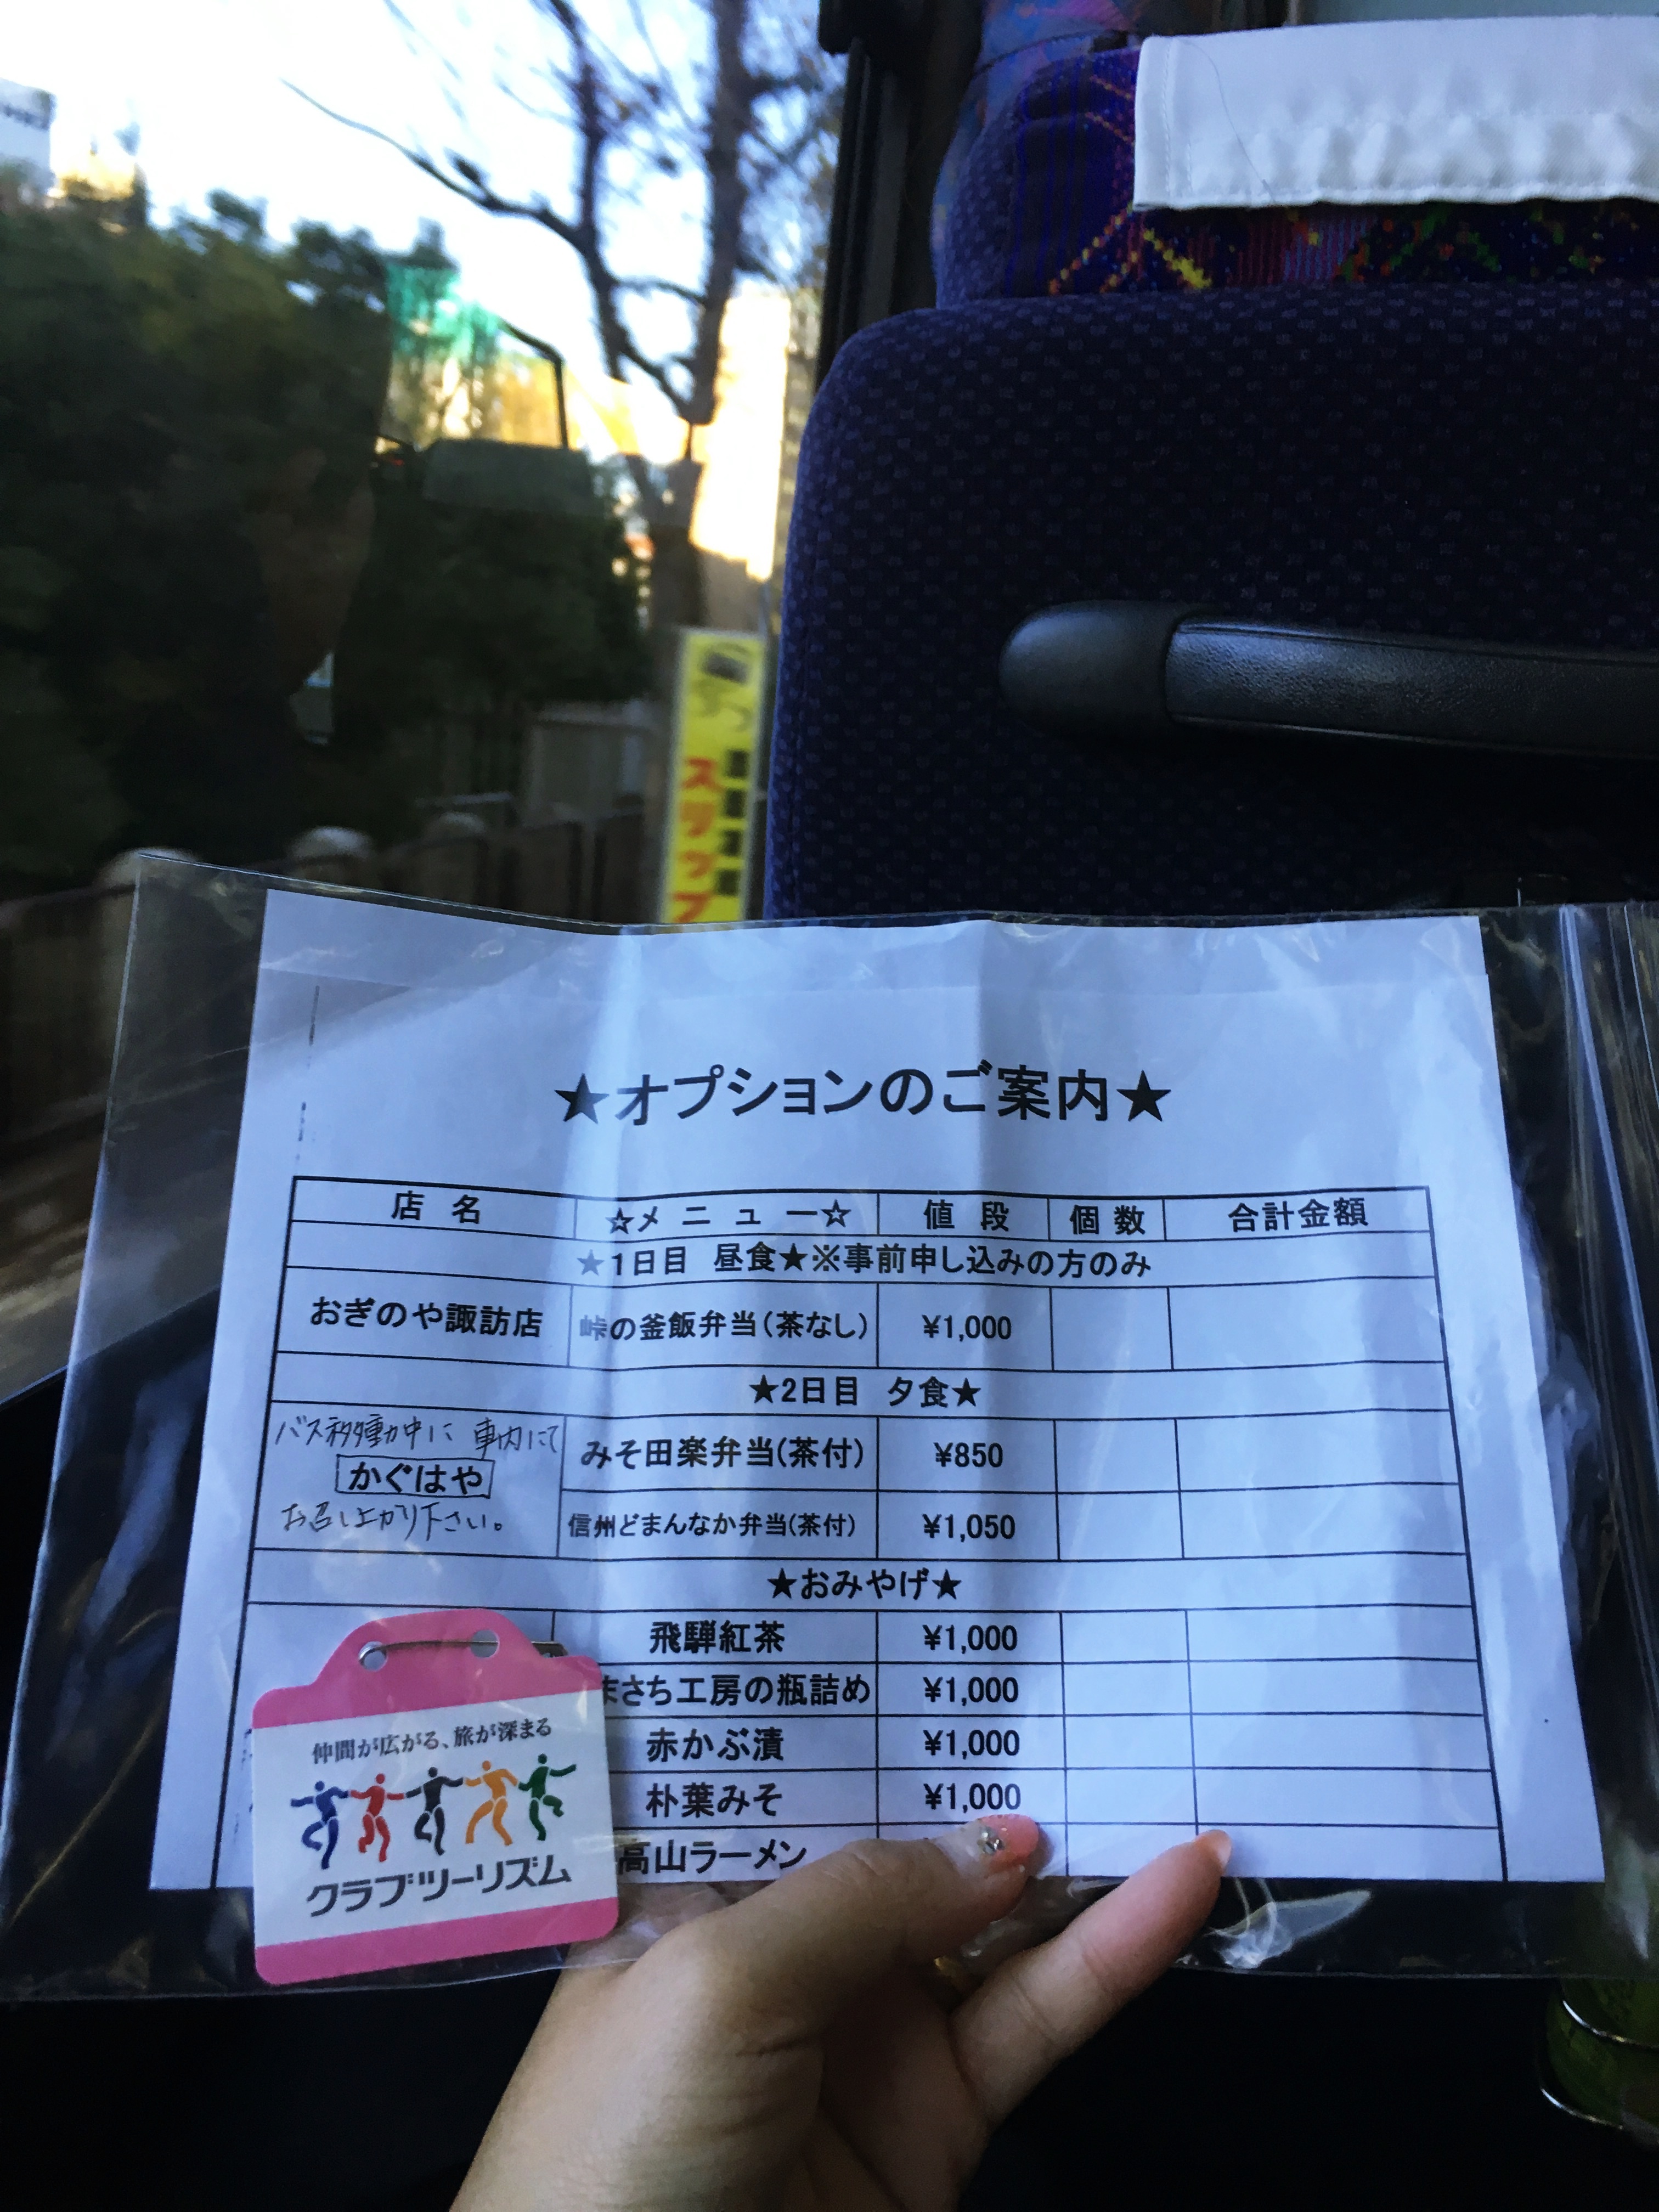 スタップ
★オプションのご案内★
店 名 ☆メ ニ ュ ー☆ 値 段 個 数 合計金額
★1日目 昼食★※事前申し込みの方のみ
おぎのや諏訪店 峠の釜飯弁当(茶なし) ¥1,000
★2日目 夕食★
バス移動中に 車内にて
かぐはや
お召し上がり下さい。
みそ田楽弁当(茶付) ¥850
信州どまんなか弁当(茶付) ¥1,050
★おみやげ★
飛騨紅茶 ¥1,000
まさち工房の瓶詰め ¥1,000
赤かぶ漬 ¥1,000
朴葉みそ ¥1,000
高山ラーメン
仲間が広がる、旅が深まる
クラブツーリズム